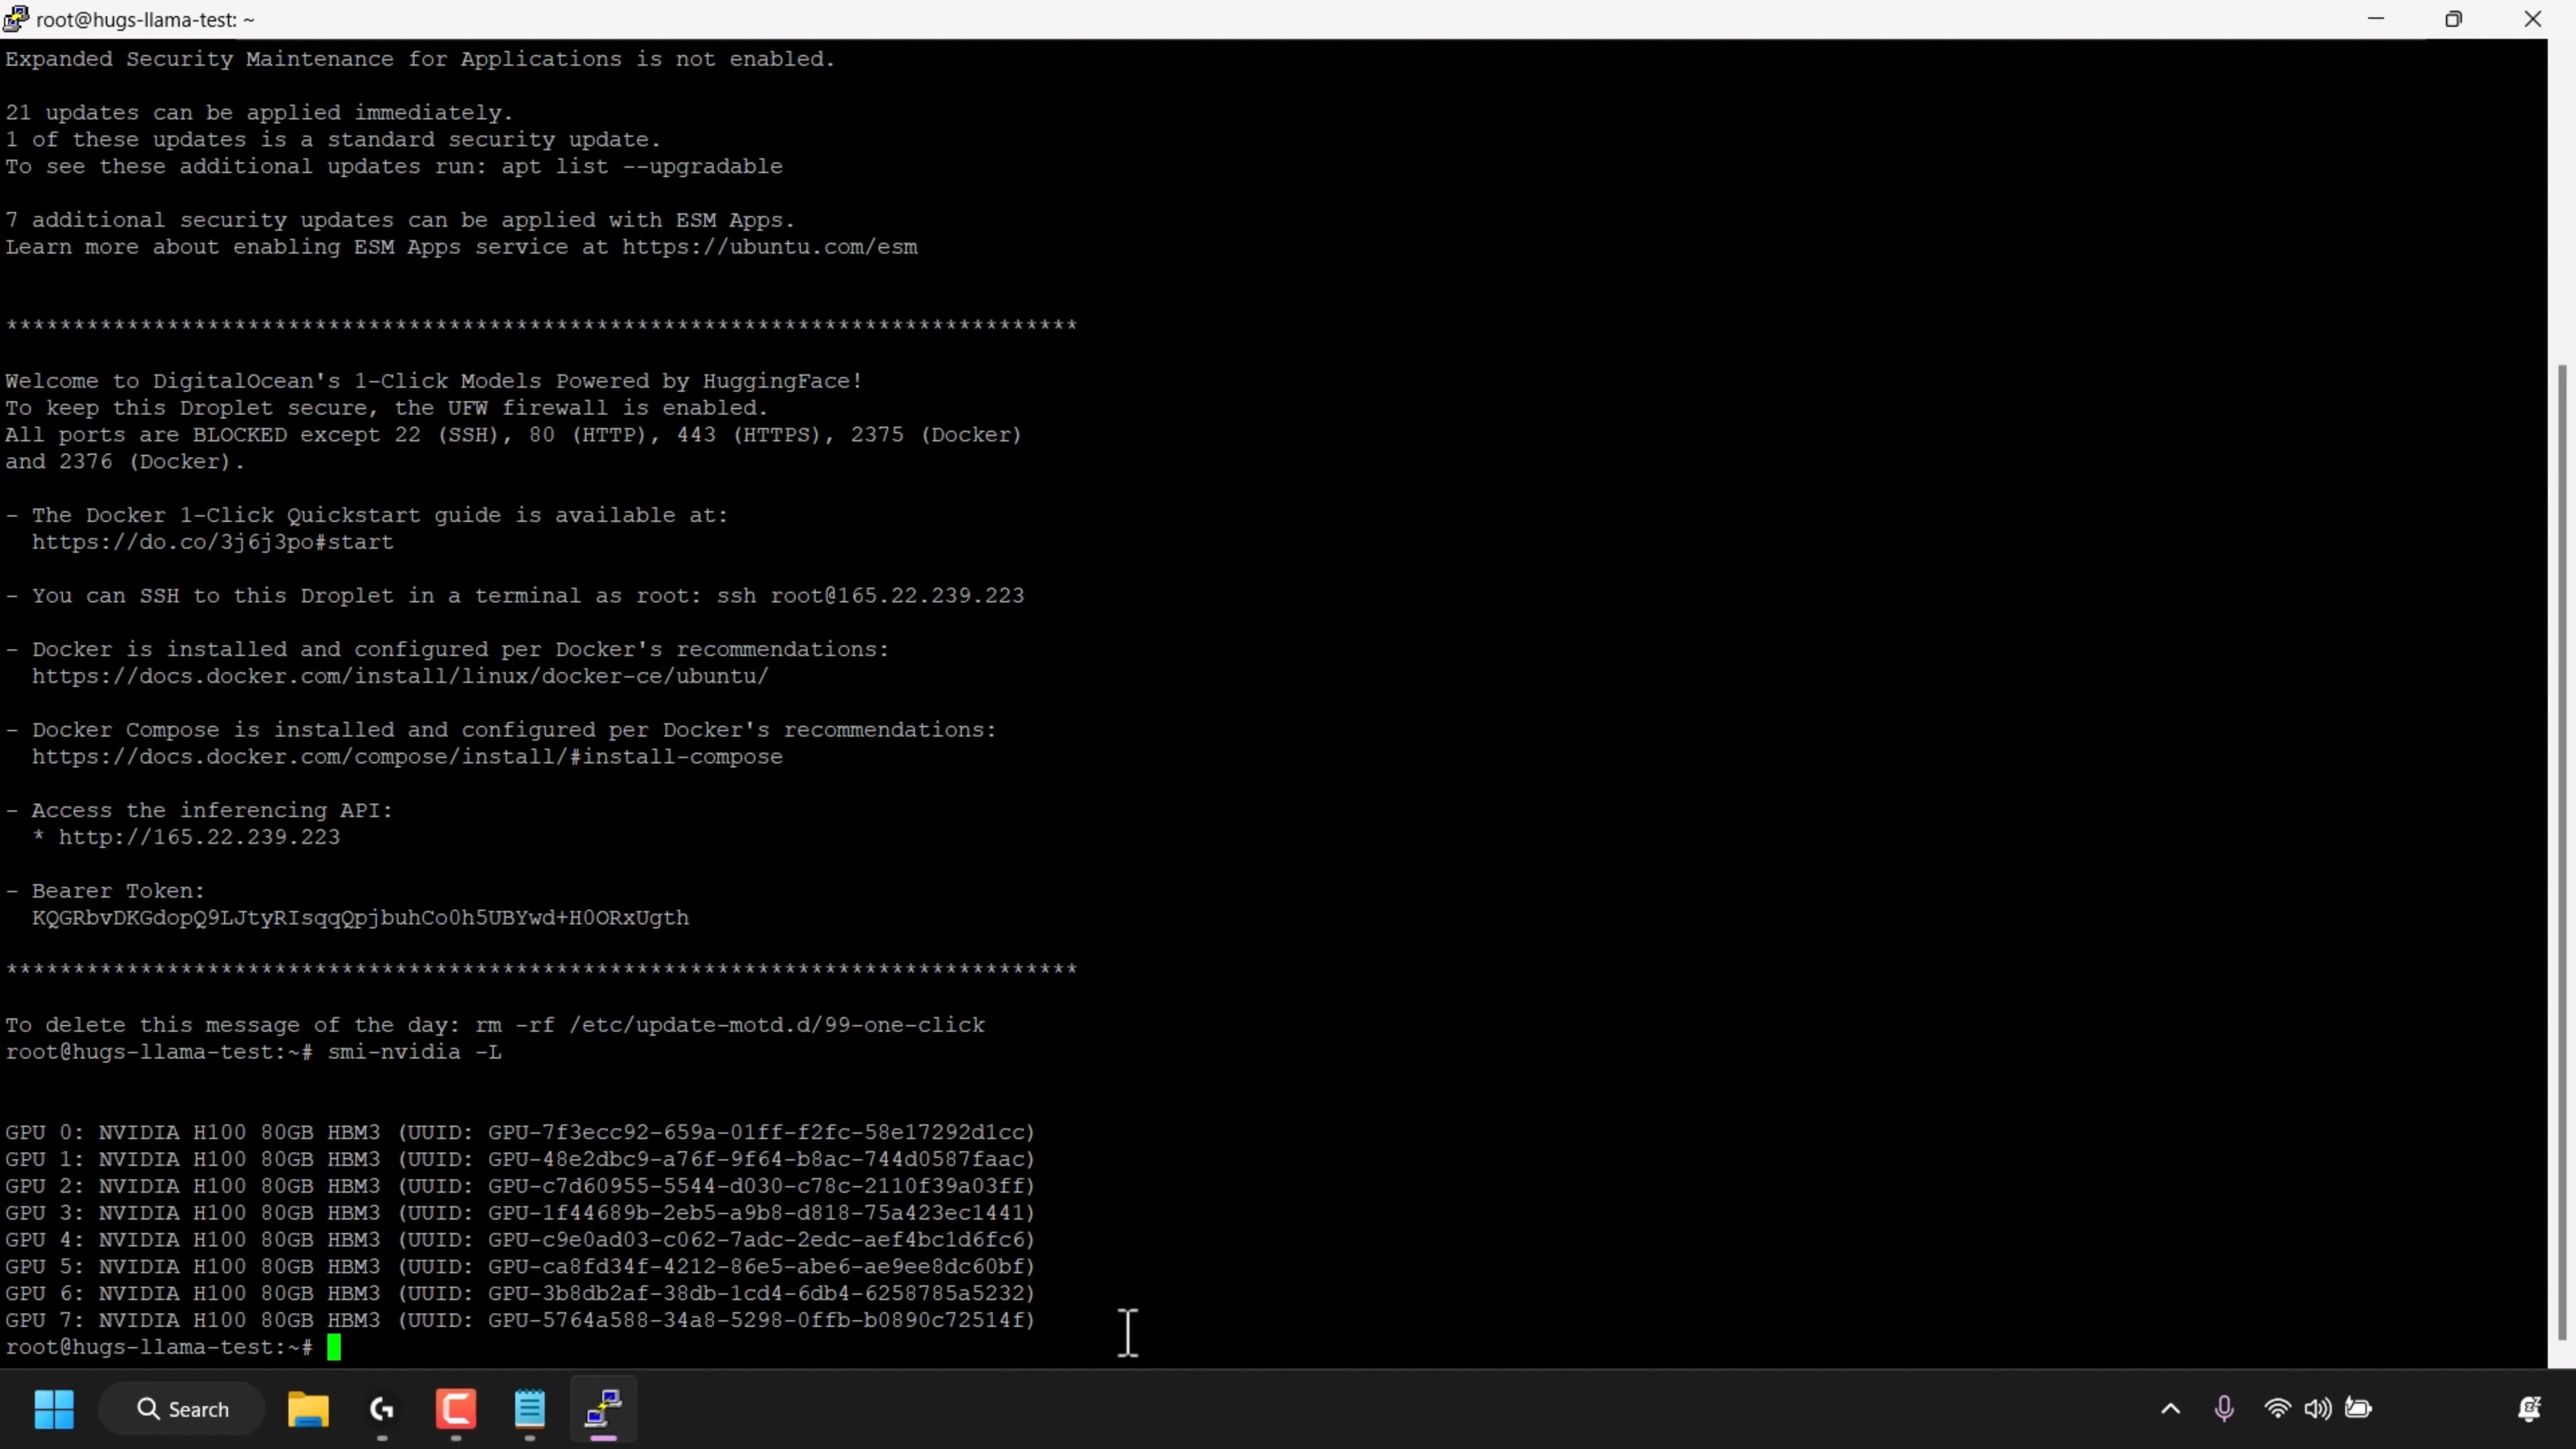 root@hugs-llama-test: ~
Expanded Security Maintenance for Applications is not enabled.
21 updates can be applied immediately.
1 of these updates is a standard security update.
To see these additional updates run: apt list --upgradable
7 additional security updates can be applied with ESM Apps.
Learn more about enabling ESM Apps service at https://ubuntu.com/esm
********************************************************************************
Welcome to DigitalOcean's 1-Click Models Powered by HuggingFace!
To keep this Droplet secure, the UFW firewall is enabled.
All ports are BLOCKED except 22 (SSH), 80 (HTTP), 443 (HTTPS), 2375 (Docker)
and 2376 (Docker).
- The Docker 1-Click Quickstart guide is available at:
https://do.co/3j6j3po#start
- You can SSH to this Droplet in a terminal as root: ssh root@165.22.239.223
- Docker is installed and configured per Docker's recommendations:
https://docs.docker.com/install/linux/docker-ce/ubuntu/
- Docker Compose is installed and configured per Docker's recommendations:
https://docs.docker.com/compose/install/#install-compose
- Access the inferencing API:
* http://165.22.239.223
- Bearer Token:
KQGRbvDKGdopQ9LJtyRIsqqQpjbuhCo0h5UBYwd+H0ORxUgth
********************************************************************************
To delete this message of the day: rm -rf /etc/update-motd.d/99-one-click
root@hugs-llama-test:~# smi-nvidia -L
GPU 0: NVIDIA H100 80GB HBM3 (UUID: GPU-7f3ecc92-659a-01ff-f2fc-58e17292d1cc)
GPU 1: NVIDIA H100 80GB HBM3 (UUID: GPU-48e2dbc9-a76f-9f64-b8ac-744d0587faac)
GPU 2: NVIDIA H100 80GB HBM3 (UUID: GPU-c7d60955-5544-d030-c78c-2110f39a03ff)
GPU 3: NVIDIA H100 80GB HBM3 (UUID: GPU-1f44689b-2eb5-a9b8-d818-75a423ec1441)
GPU 4: NVIDIA H100 80GB HBM3 (UUID: GPU-c9e0ad03-c062-7adc-2edc-aef4bc1d6fc6)
GPU 5: NVIDIA H100 80GB HBM3 (UUID: GPU-ca8fd34f-4212-86e5-abe6-ae9ee8dc60bf)
GPU 6: NVIDIA H100 80GB HBM3 (UUID: GPU-3b8db2af-38db-1cd4-6db4-6258785a5232)
GPU 7: NVIDIA H100 80GB HBM3 (UUID: GPU-5764a588-34a8-5298-0ffb-b0890c72514f)
root@hugs-llama-test:~#
Search